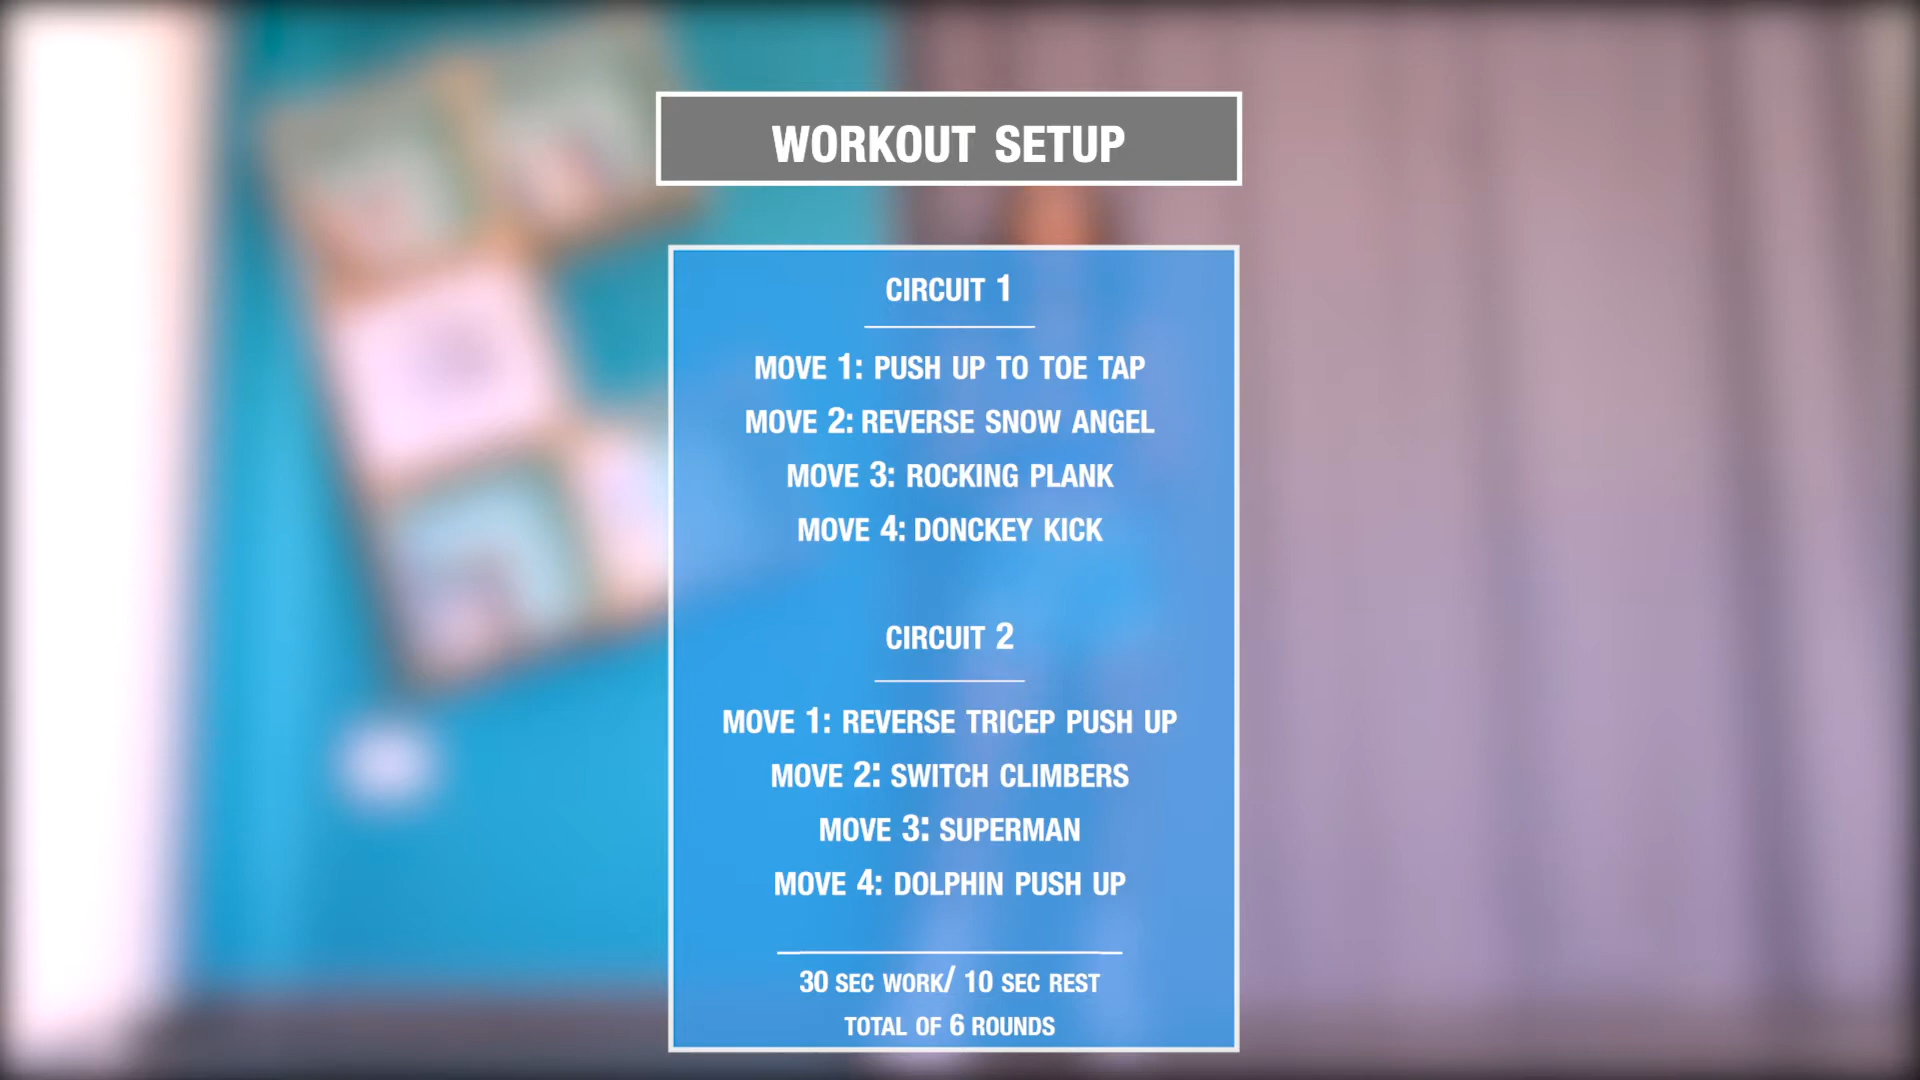 WORKOUT SETUP
CIRCUIT 1
MOVE 1: PUSH UP TO TOE TAP
MOVE 2: REVERSE SNOW ANGEL
MOVE 3: ROCKING PLANK
MOVE 4: DONCKEY KICK
CIRCUIT 2
MOVE 1: REVERSE TRICEP PUSH UP
MOVE 2: SWITCH CLIMBERS
MOVE 3: SUPERMAN
MOVE 4: DOLPHIN PUSH UP
30 SEC WORK/ 10 SEC REST
TOTAL OF 6 ROUNDS